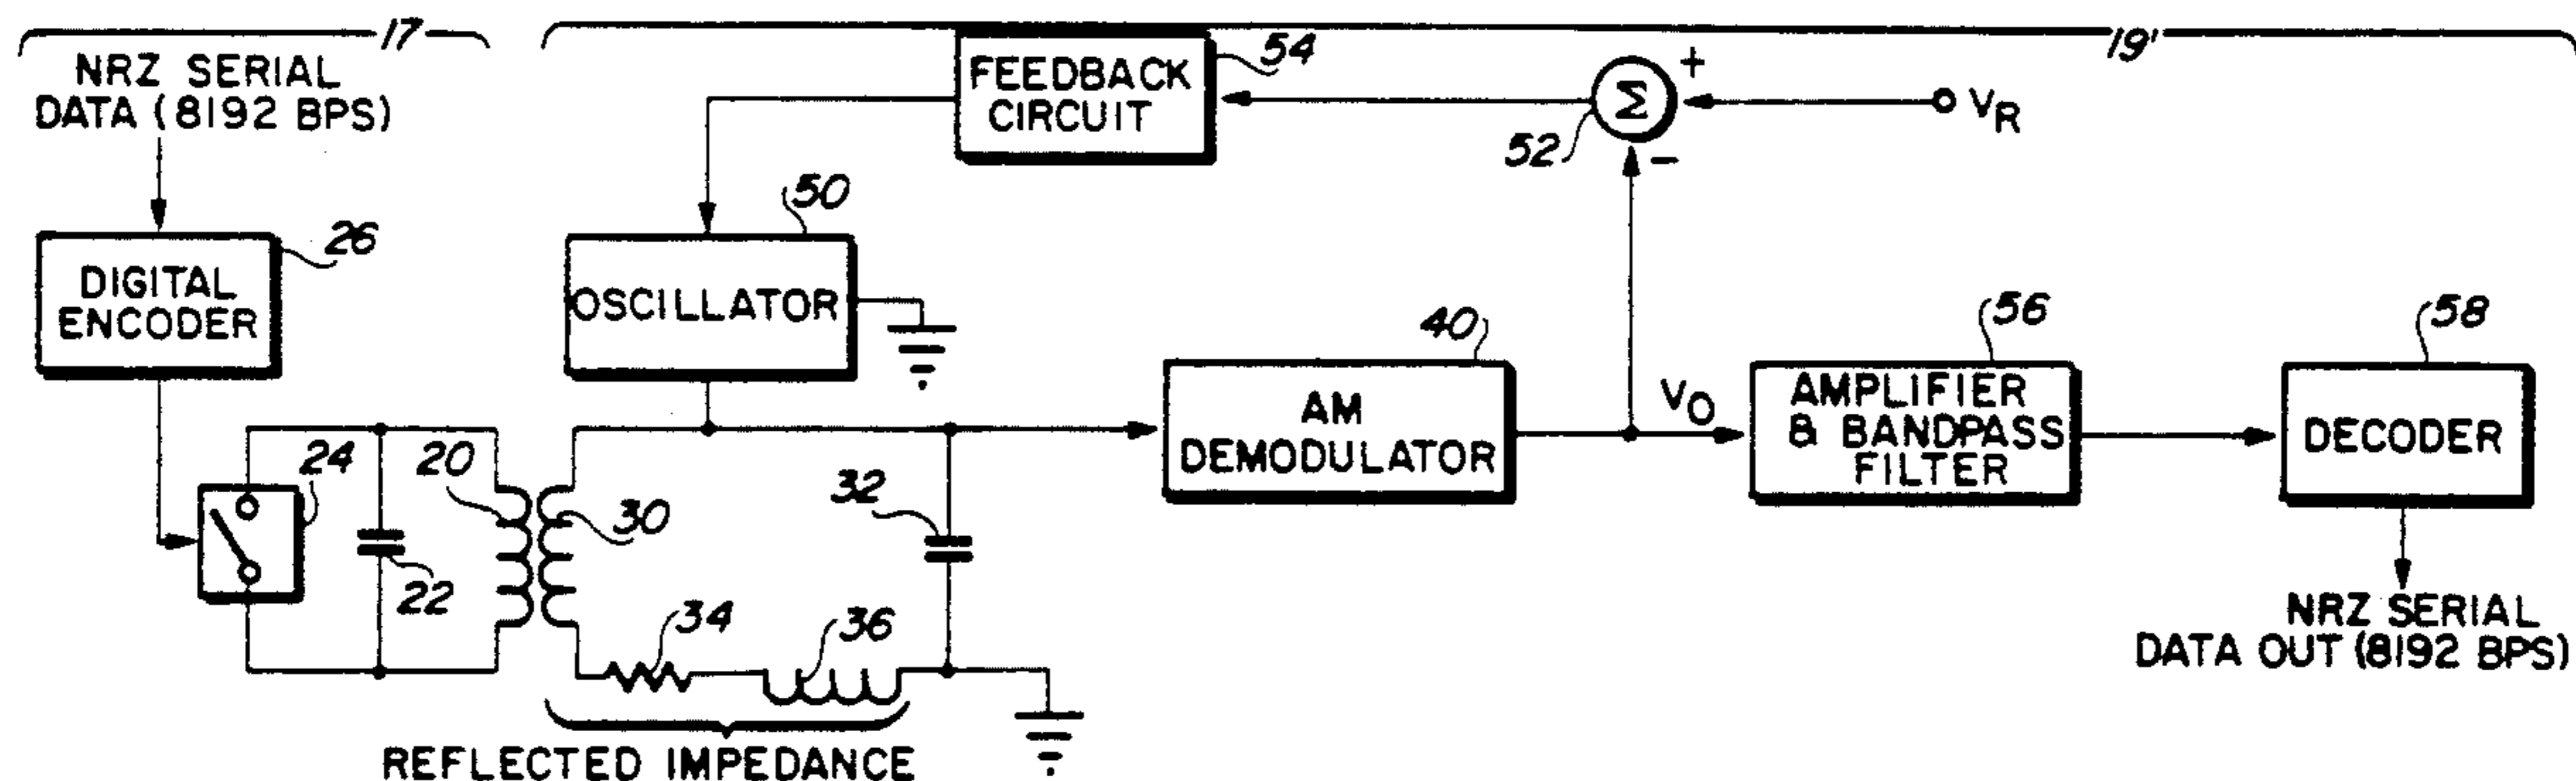 17
19'
NRZ SERIAL
DATA (8192 BPS)
FEEDBACK
CIRCUIT
54
+
Σ
52
−
VR
50
26
DIGITAL
ENCODER
OSCILLATOR
40
56
58
AM
DEMODULATOR
VO
AMPLIFIER
& BANDPASS
FILTER
DECODER
24
20
30
32
22
34
36
REFLECTED IMPEDANCE
NRZ SERIAL
DATA OUT (8192 BPS)